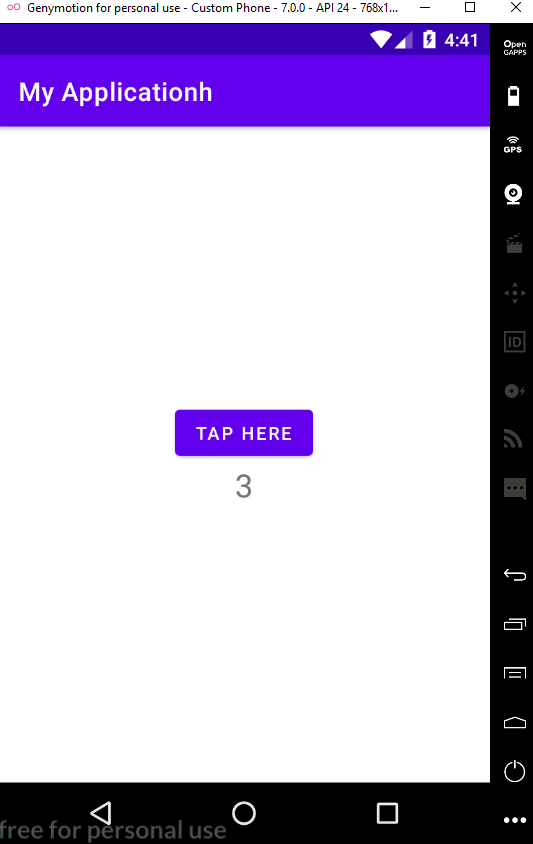 Genymotion for personal use - Custom Phone - 7.0.0 - API 24 - 768x1...
4:41
Open
GAPPS
My Applicationh
GPS
ID
TAP HERE
3
free for personal use